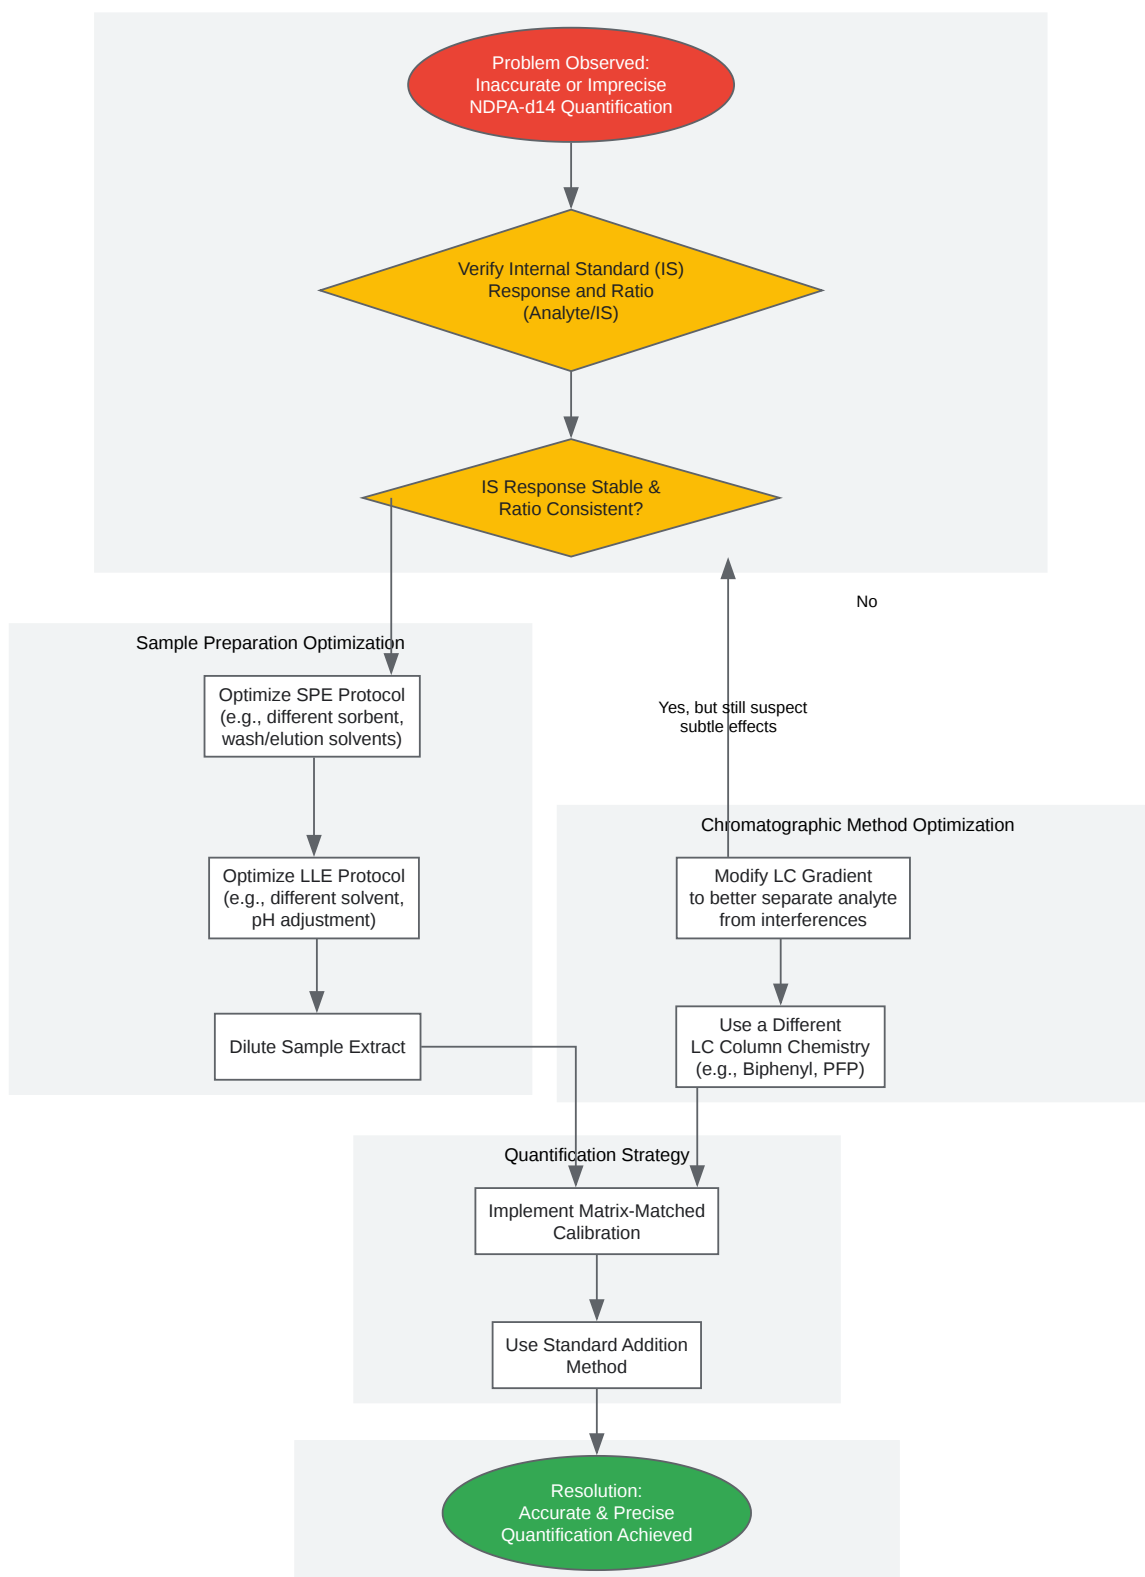 Problem Observed:
Inaccurate or Imprecise
NDPA-d14 Quantification
Verify Internal Standard (IS)
Response and Ratio
(Analyte/IS)
IS Response Stable &
Ratio Consistent?
No
Sample Preparation Optimization
Optimize SPE Protocol
(e.g., different sorbent,
wash/elution solvents)
Yes, but still suspect
subtle effects
Optimize LLE Protocol
(e.g., different solvent,
pH adjustment)
Dilute Sample Extract
Chromatographic Method Optimization
Modify LC Gradient
to better separate analyte
from interferences
Use a Different
LC Column Chemistry
(e.g., Biphenyl, PFP)
Quantification Strategy
Implement Matrix-Matched
Calibration
Use Standard Addition
Method
Resolution:
Accurate & Precise
Quantification Achieved